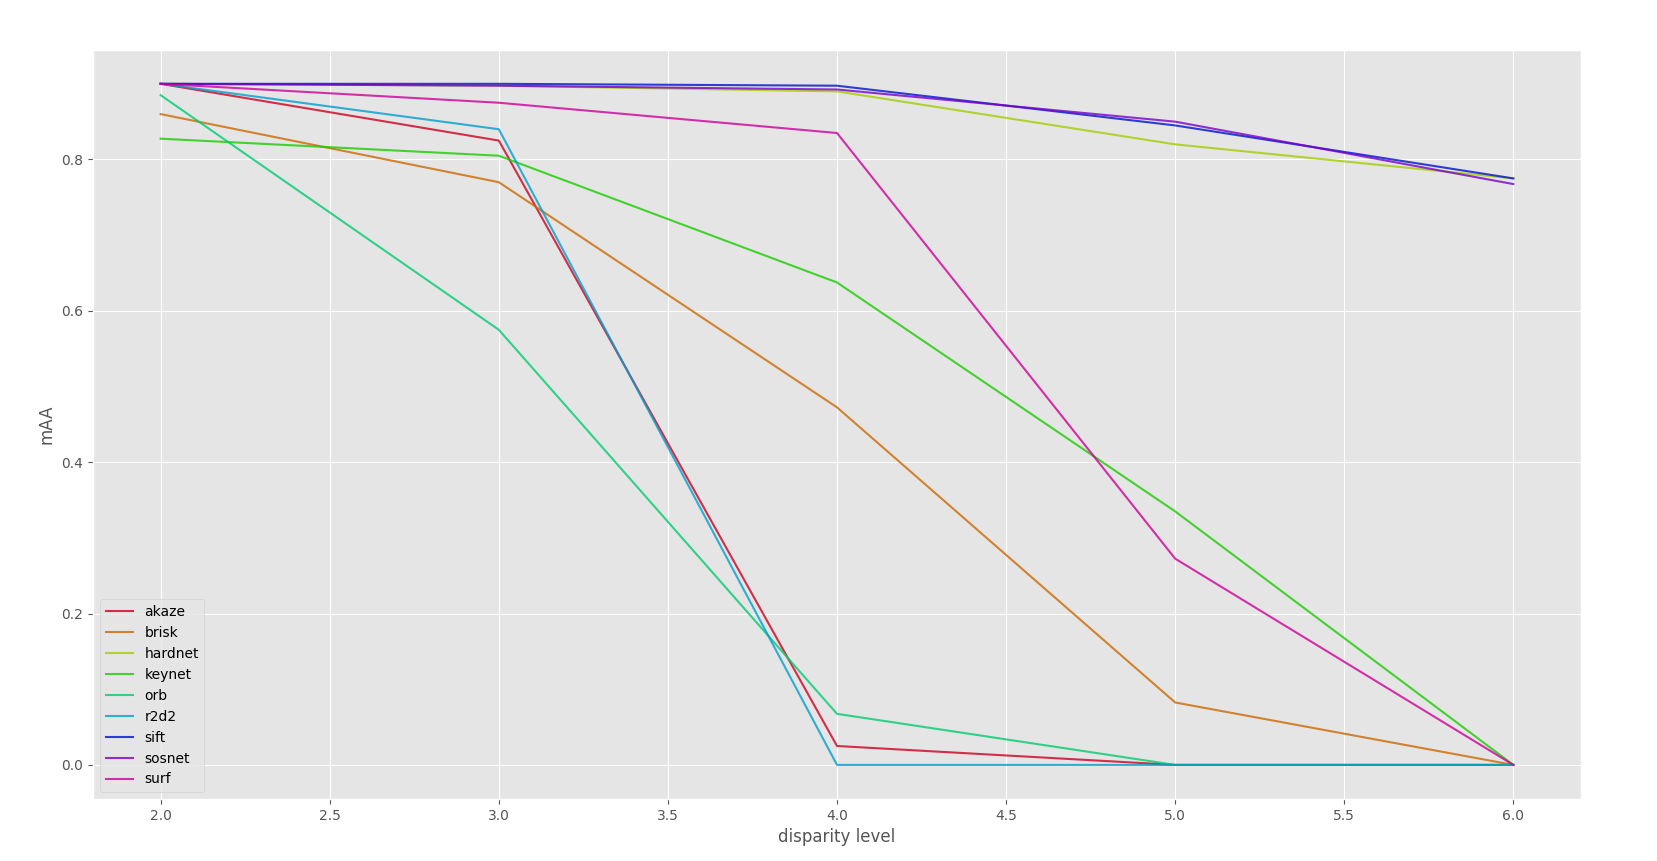 mAA
0.8
0.6
0.4
0.2
0.0
akaze
brisk
hardnet
keynet
orb
r2d2
sift
sosnet
surf
2.0 2.5 3.0 3.5 4.0 4.5 5.0 5.5 6.0
disparity level